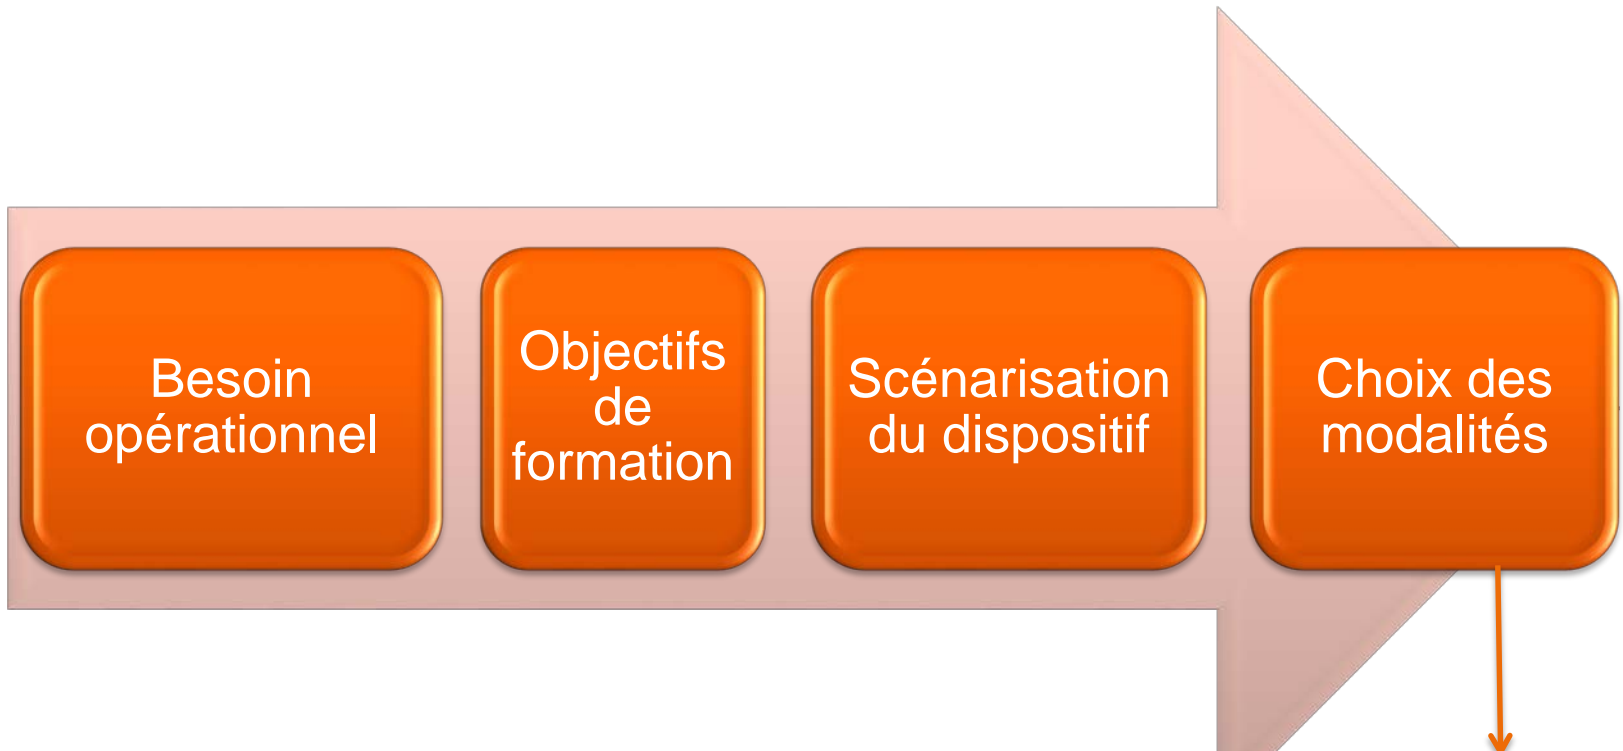 Besoin
opérationnel
Objectifs
de
formation
Scénarisation
du dispositif
Choix des
modalités